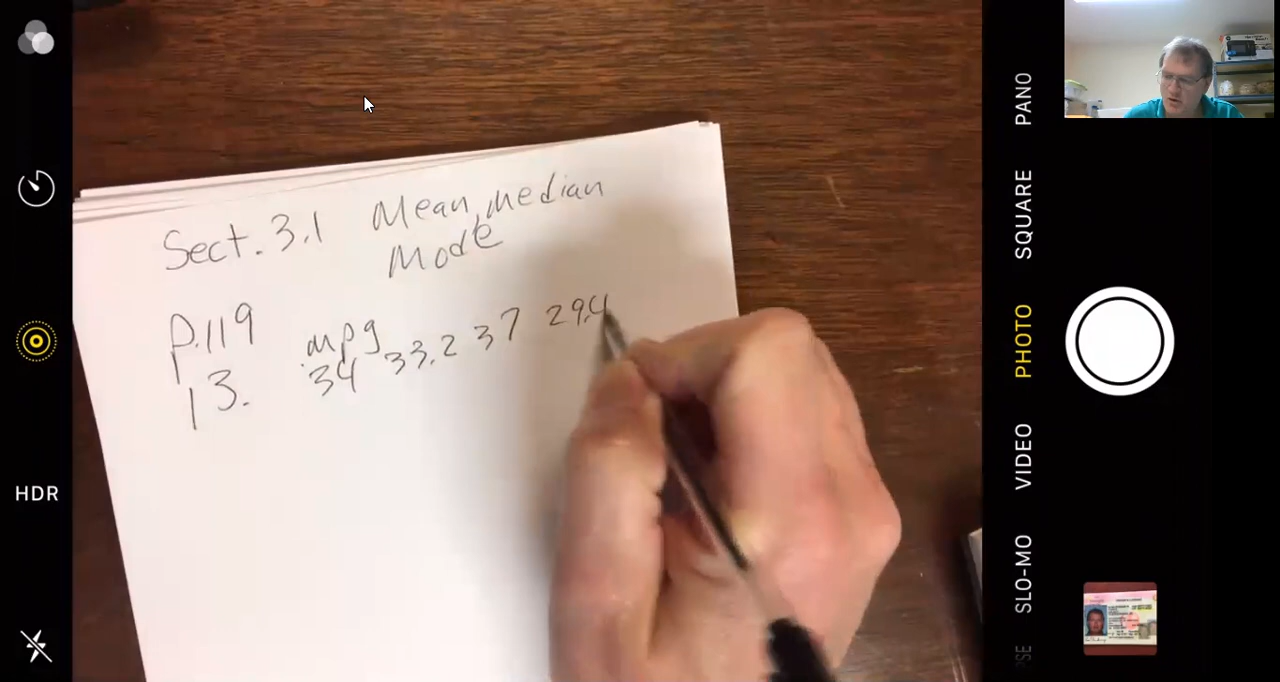 Sect. 3.1 Mean, median
Mode
P.119
mpg
13. 34 33.2 37 29.4
HDR
PANO
SQUARE
PHOTO
VIDEO
SLO-MO